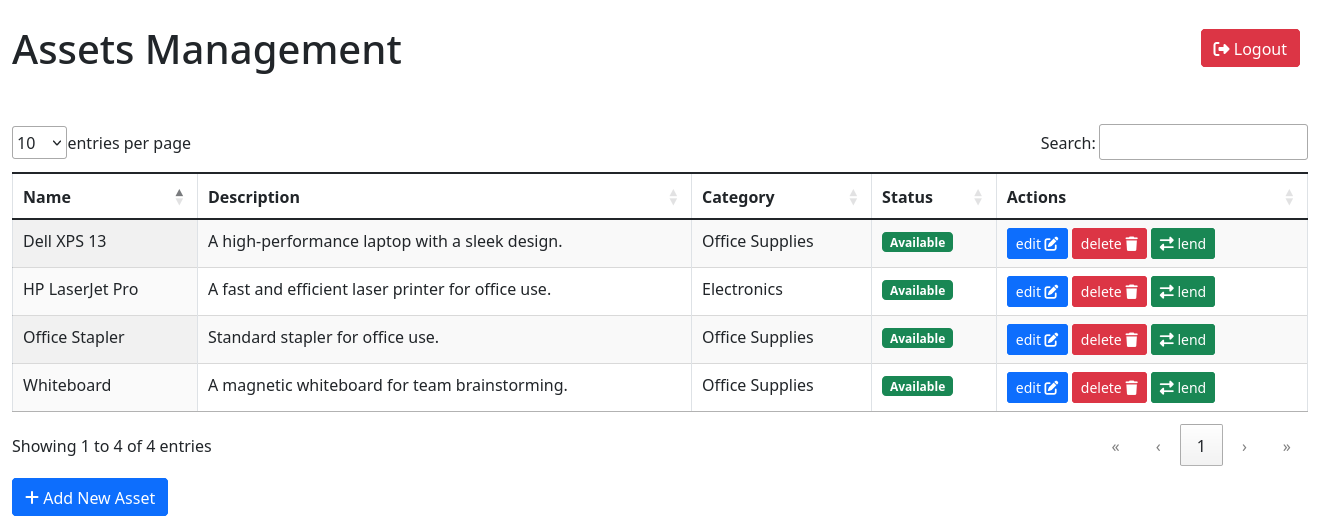 Assets Management
Logout
10 entries per page
Search:
Name Description Category Status Actions
Dell XPS 13 A high-performance laptop with a sleek design. Office Supplies Available edit delete lend
HP LaserJet Pro A fast and efficient laser printer for office use. Electronics Available edit delete lend
Office Stapler Standard stapler for office use. Office Supplies Available edit delete lend
Whiteboard A magnetic whiteboard for team brainstorming. Office Supplies Available edit delete lend
Showing 1 to 4 of 4 entries
« ‹ 1 › »
Add New Asset